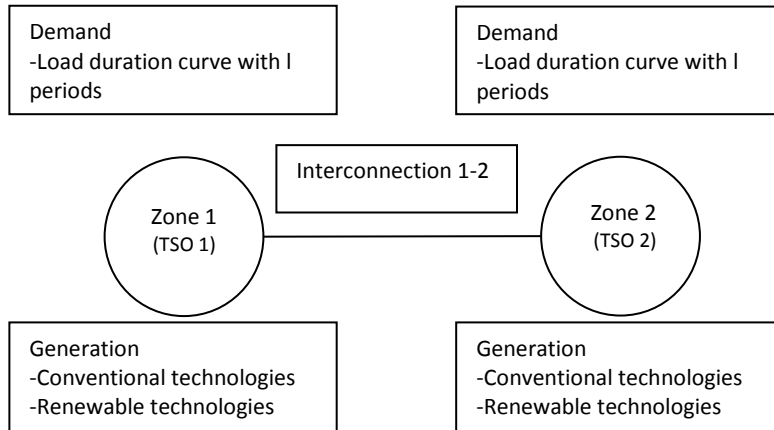 Demand
-Load duration curve with l
periods
Demand
-Load duration curve with l
periods
Interconnection 1-2
Zone 1
(TSO 1)
Zone 2
(TSO 2)
Generation
-Conventional technologies
-Renewable technologies
Generation
-Conventional technologies
-Renewable technologies